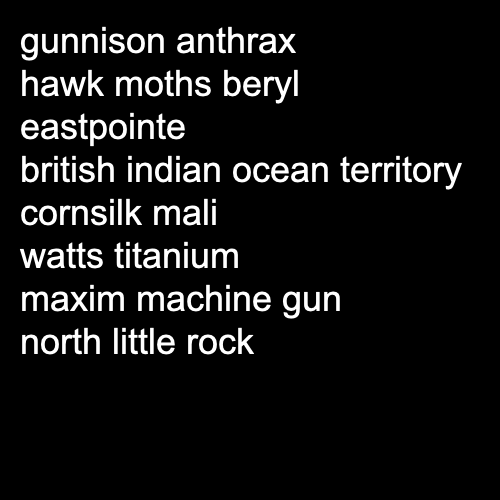 gunnison anthrax
hawk moths beryl
eastpointe
british indian ocean territory
cornsilk mali
watts titanium
maxim machine gun
north little rock